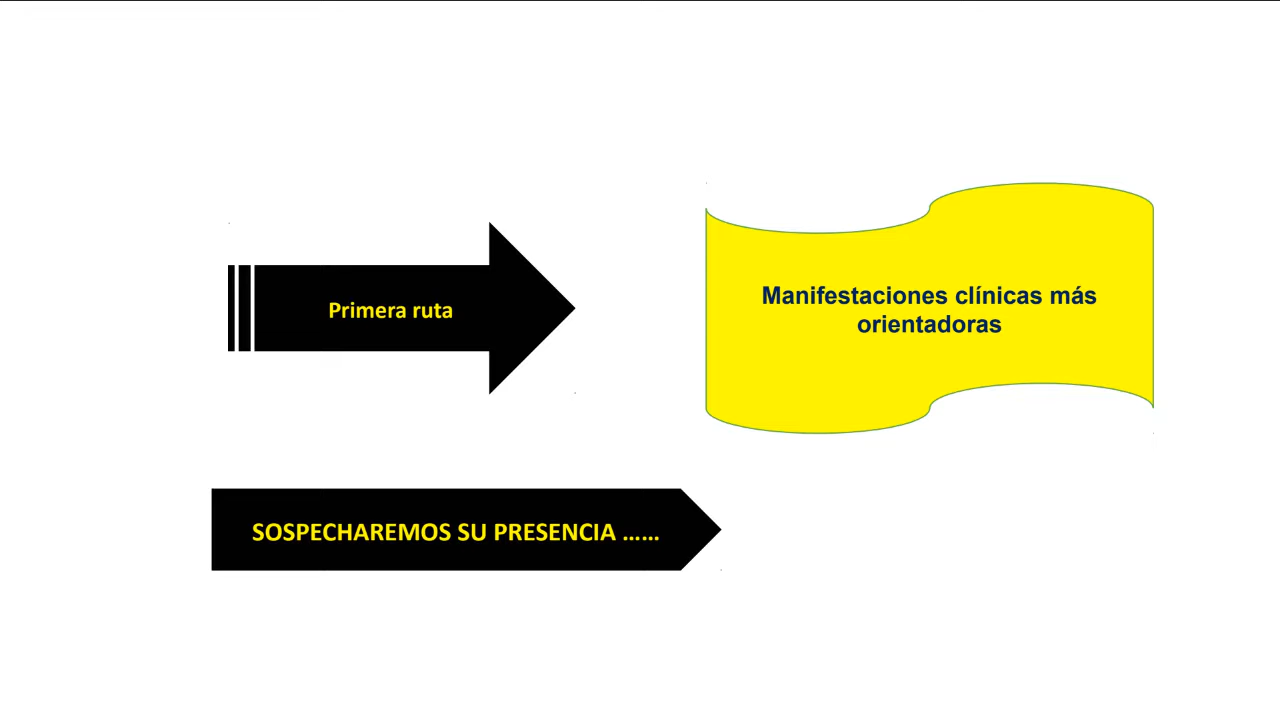 Primera ruta
Manifestaciones clínicas más
orientadoras
SOSPECHAREMOS SU PRESENCIA ……